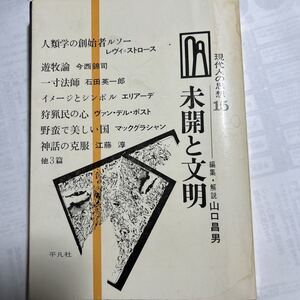 現代人の思想
15
未開と文明
編集・解説 山口昌男
人類学の創始者ルソー
レヴィ=ストロース
遊牧論 今西錦司
一寸法師 石田英一郎
イメージとシンボル エリアーデ
狩猟民の心 ヴァン・デル・ポスト
野蛮で美しい国 マックグラシャン
神話の克服 江藤 淳
他3篇
平凡社